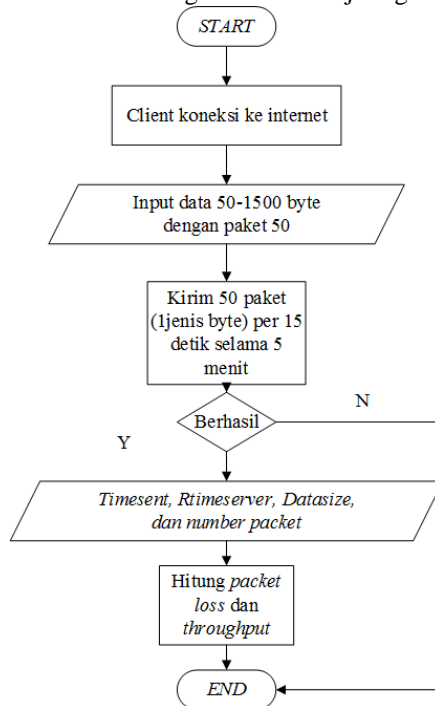 START
Client koneksi ke internet
Input data 50-1500 byte
dengan paket 50
Kirim 50 paket
(1jenis byte) per 15
detik selama 5
menit
Berhasil
N
Y
Timesent, Rtimeserver, Datasize,
dan number packet
Hitung packet
loss dan
throughput
END